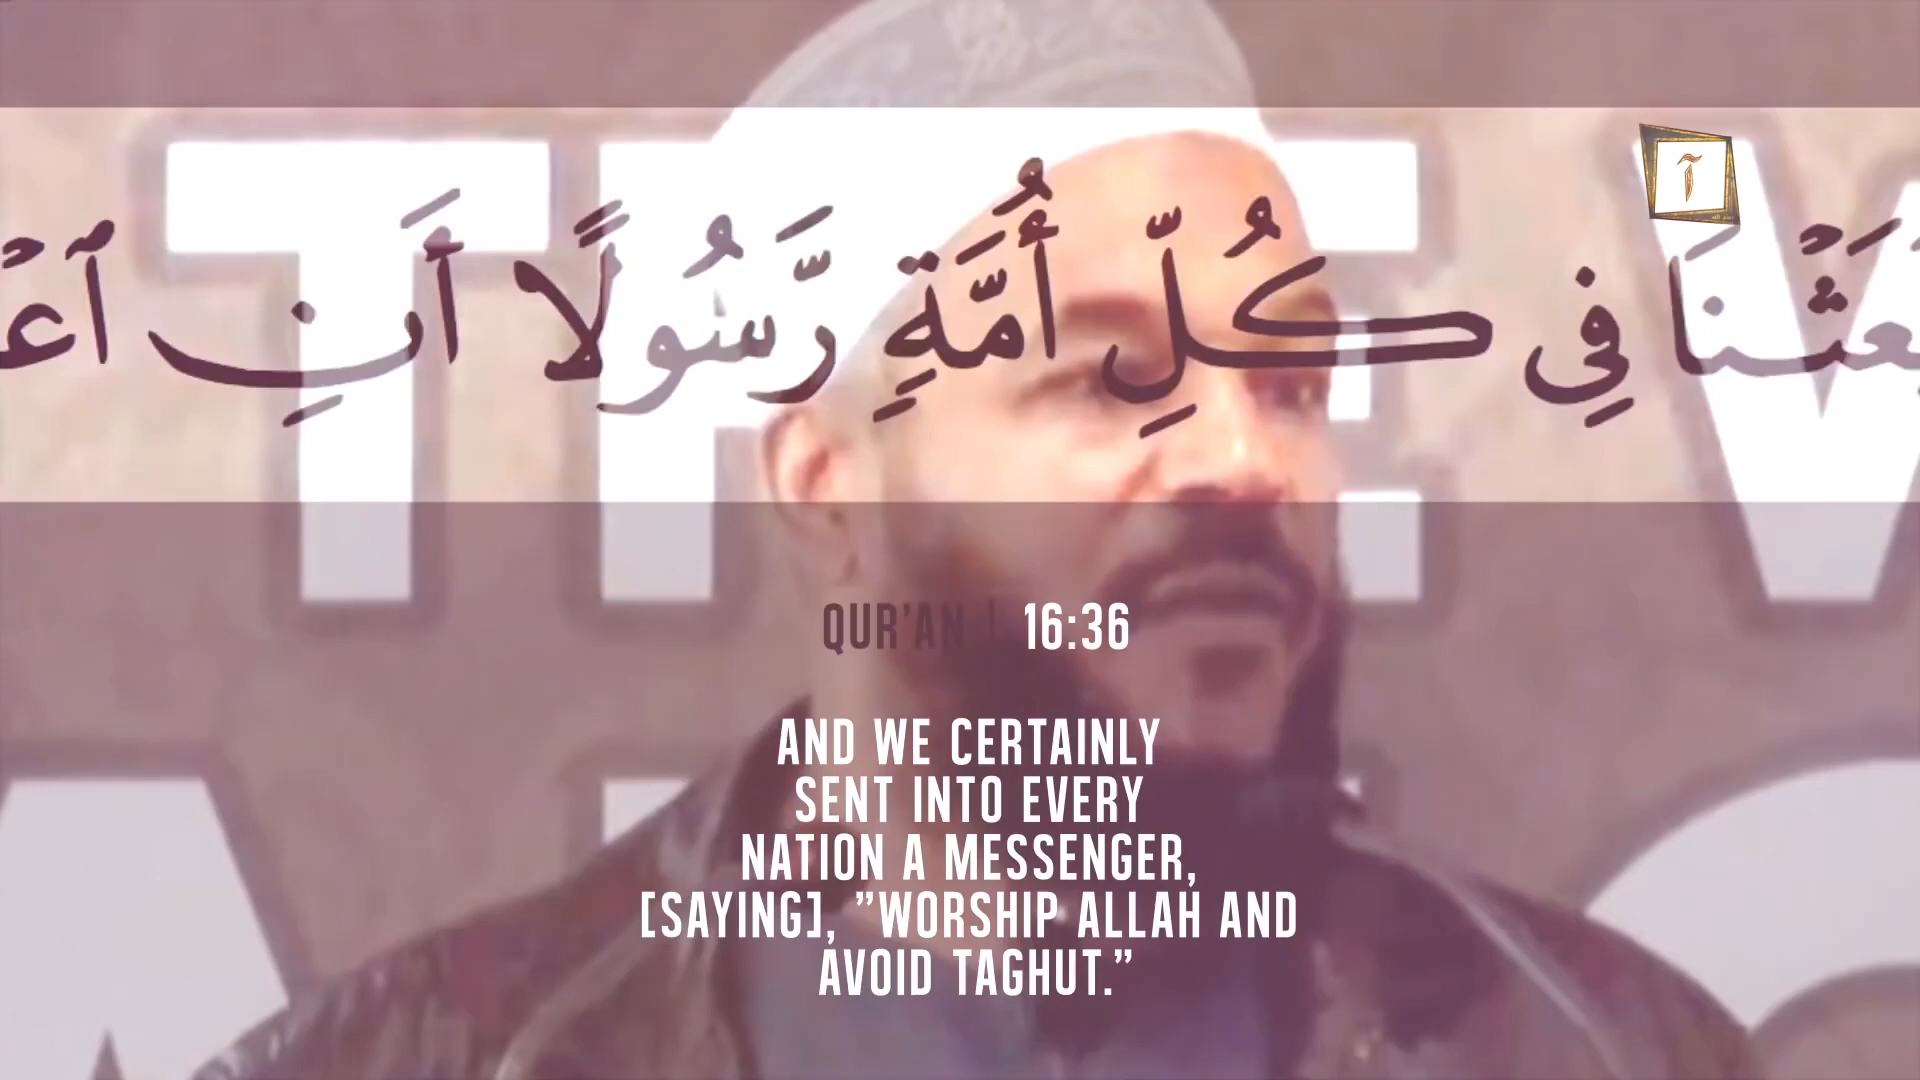 بَعَثْنَا فِي كُلِّ أُمَّةٍ رَّسُولًا أَنِ ٱعْ
QUR'AN | 16:36
AND WE CERTAINLY
SENT INTO EVERY
NATION A MESSENGER,
[SAYING], ”WORSHIP ALLAH AND
AVOID TAGHUT.”